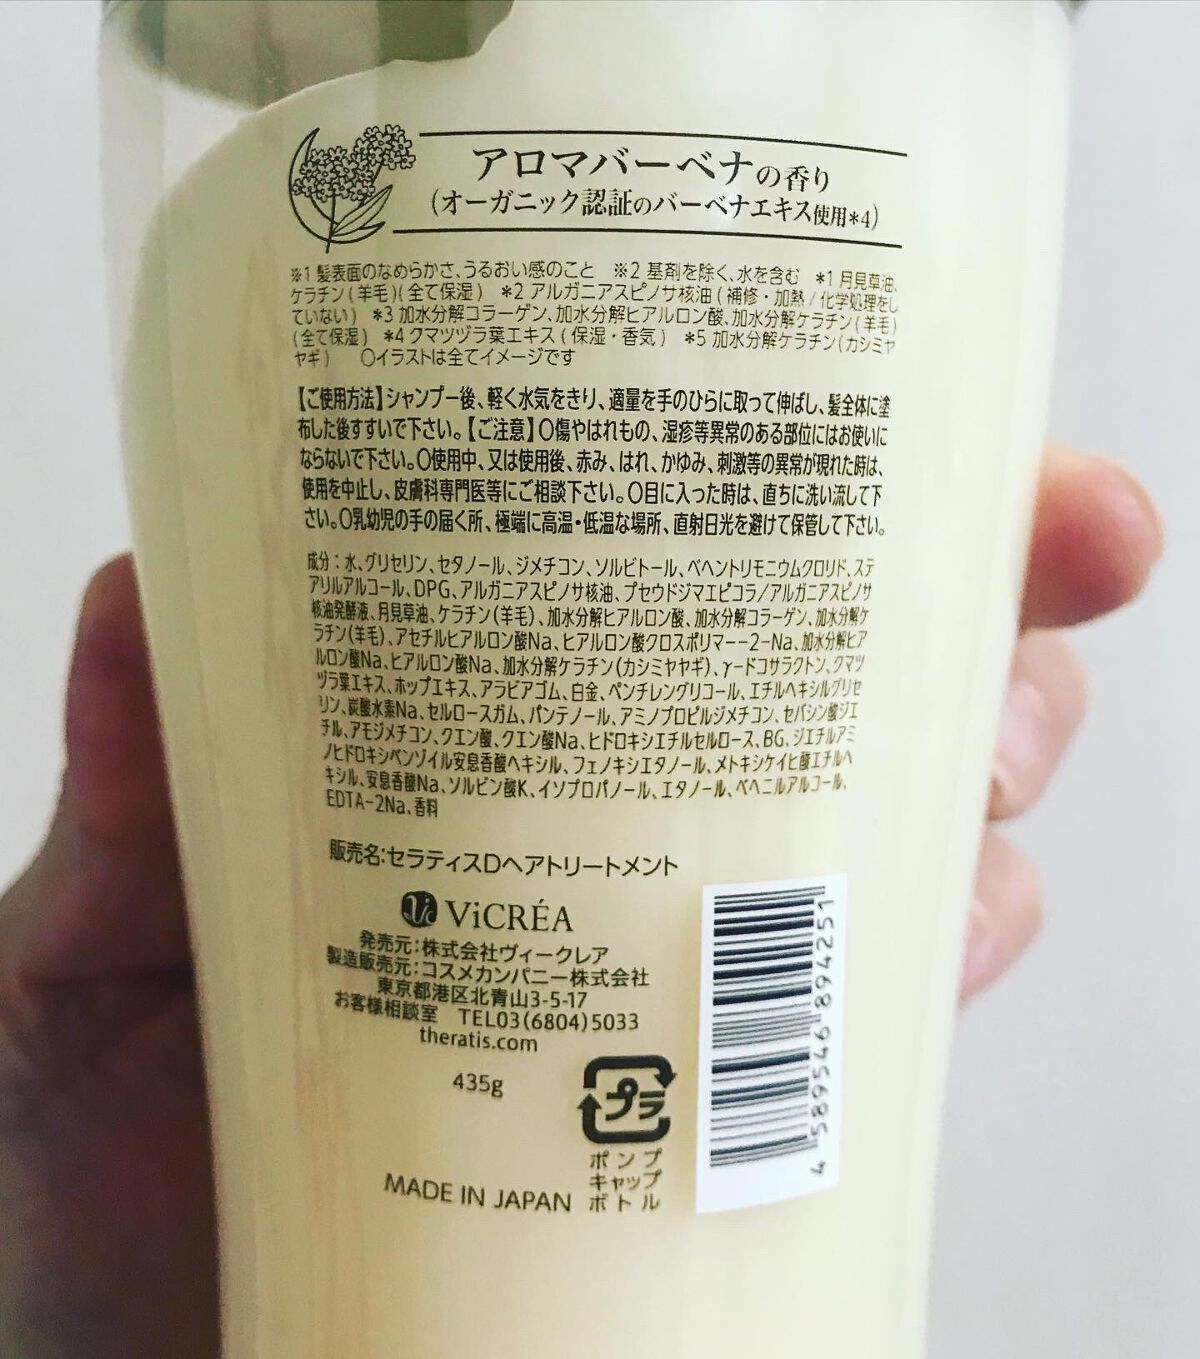 アロマバーベナの香り
(オーガニック認証のバーベナエキス使用*4)
※1 髪表面のなめらかさ、うるおい感のこと ※2 基剤を除く、水を含む *1 月見草油、
ケラチン(羊毛)(全て保湿) *2 アルガニアスピノサ核油(補修・加熱/化学処理をし
ていない) *3 加水分解コラーゲン、加水分解ヒアルロン酸、加水分解ケラチン(羊毛)
(全て保湿) *4 クマツヅラ葉エキス(保湿・香気) *5 加水分解ケラチン(カシミヤ
ヤギ) ○イラストは全てイメージです
【ご使用方法】シャンプー後、軽く水気をきり、適量を手のひらに取って伸ばし、髪全体に塗
布した後すすいで下さい。【ご注意】○傷やはれもの、湿疹等異常のある部位にはお使いに
ならないで下さい。○使用中、又は使用後、赤み、はれ、かゆみ、刺激等の異常が現れた時は、
使用を中止し、皮膚科専門医等にご相談下さい。○目に入った時は、直ちに洗い流して下
さい。○乳幼児の手の届く所、極端に高温・低温な場所、直射日光を避けて保管して下さい。
成分:水、グリセリン、セタノール、ジメチコン、ソルビトール、ベヘントリモニウムクロリド、ステ
アリルアルコール、DPG、アルガニアスピノサ核油、プセウドジマエピコラ/アルガニアスピノサ
核油発酵液、月見草油、ケラチン(羊毛)、加水分解ヒアルロン酸、加水分解コラーゲン、加水分解ケ
ラチン(羊毛)、アセチルヒアルロン酸Na、ヒアルロン酸クロスポリマー-2-Na、加水分解ヒア
ルロン酸Na、ヒアルロン酸Na、加水分解ケラチン(カシミヤヤギ)、γ-ドコサラクトン、クマツ
ヅラ葉エキス、ホップエキス、アラビアゴム、白金、ペンチレングリコール、エチルヘキシルグリセ
リン、炭酸水素Na、セルロースガム、パンテノール、アミノプロピルジメチコン、セバシン酸ジエ
チル、アモジメチコン、クエン酸、クエン酸Na、ヒドロキシエチルセルロース、BG、ジエチルアミ
ノヒドロキシベンゾイル安息香酸ヘキシル、フェノキシエタノール、メトキシケイヒ酸エチルヘ
キシル、安息香酸Na、ソルビン酸K、イソプロパノール、エタノール、ベヘニルアルコール、
EDTA-2Na、香料
販売名:セラティスDヘアトリートメント
Vi ViCRÉA
発売元:株式会社ヴィークレア
製造販売元:コスメカンパニー株式会社
東京都港区北青山3-5-17
お客様相談室 TEL03(6804)5033
theratis.com
435g
プラ
ポンプ
キャップ
ボトル
MADE IN JAPAN
4 589546 894251